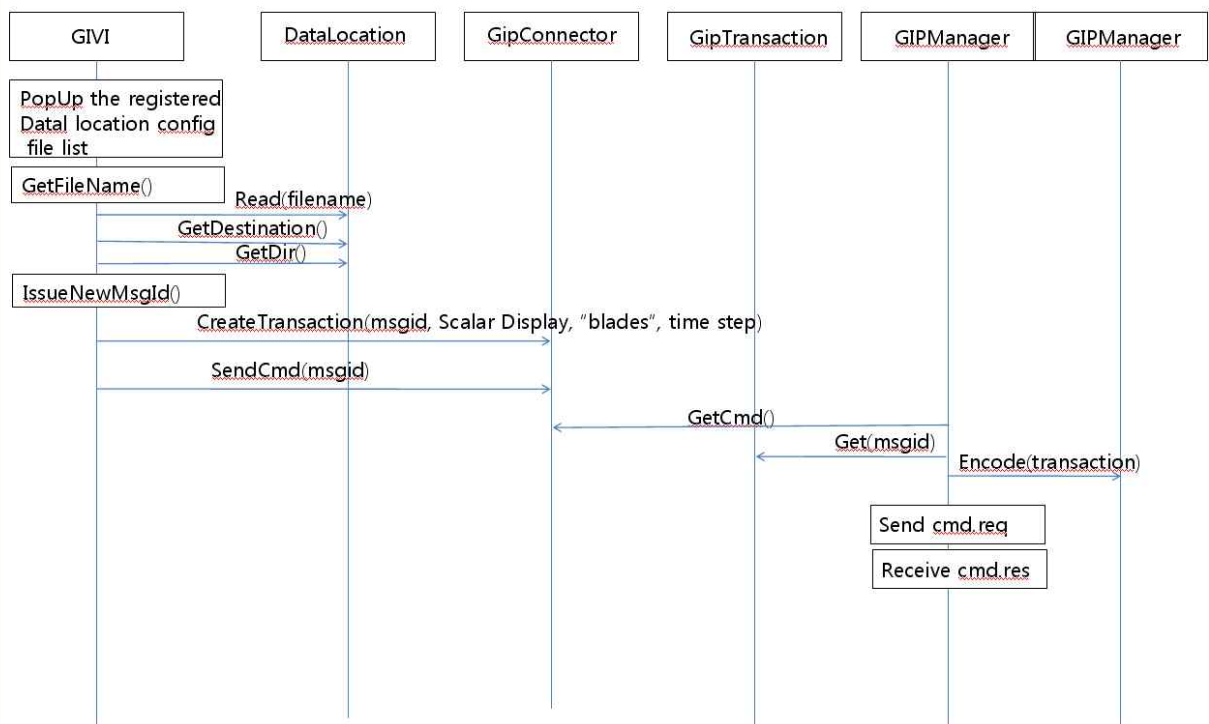 GIVI
DataLocation
GipConnector
GipTransaction
GIPManager
GIPManager
PopUp the registered
Datal location config
file list
GetFileName()
Read(filename)
GetDestination()
GetDir()
IssueNewMsgId()
CreateTransaction(msgid, Scalar Display, "blades", time step)
SendCmd(msgid)
GetCmd()
Get(msgid)
Encode(transaction)
Send cmd.req
Receive cmd.res